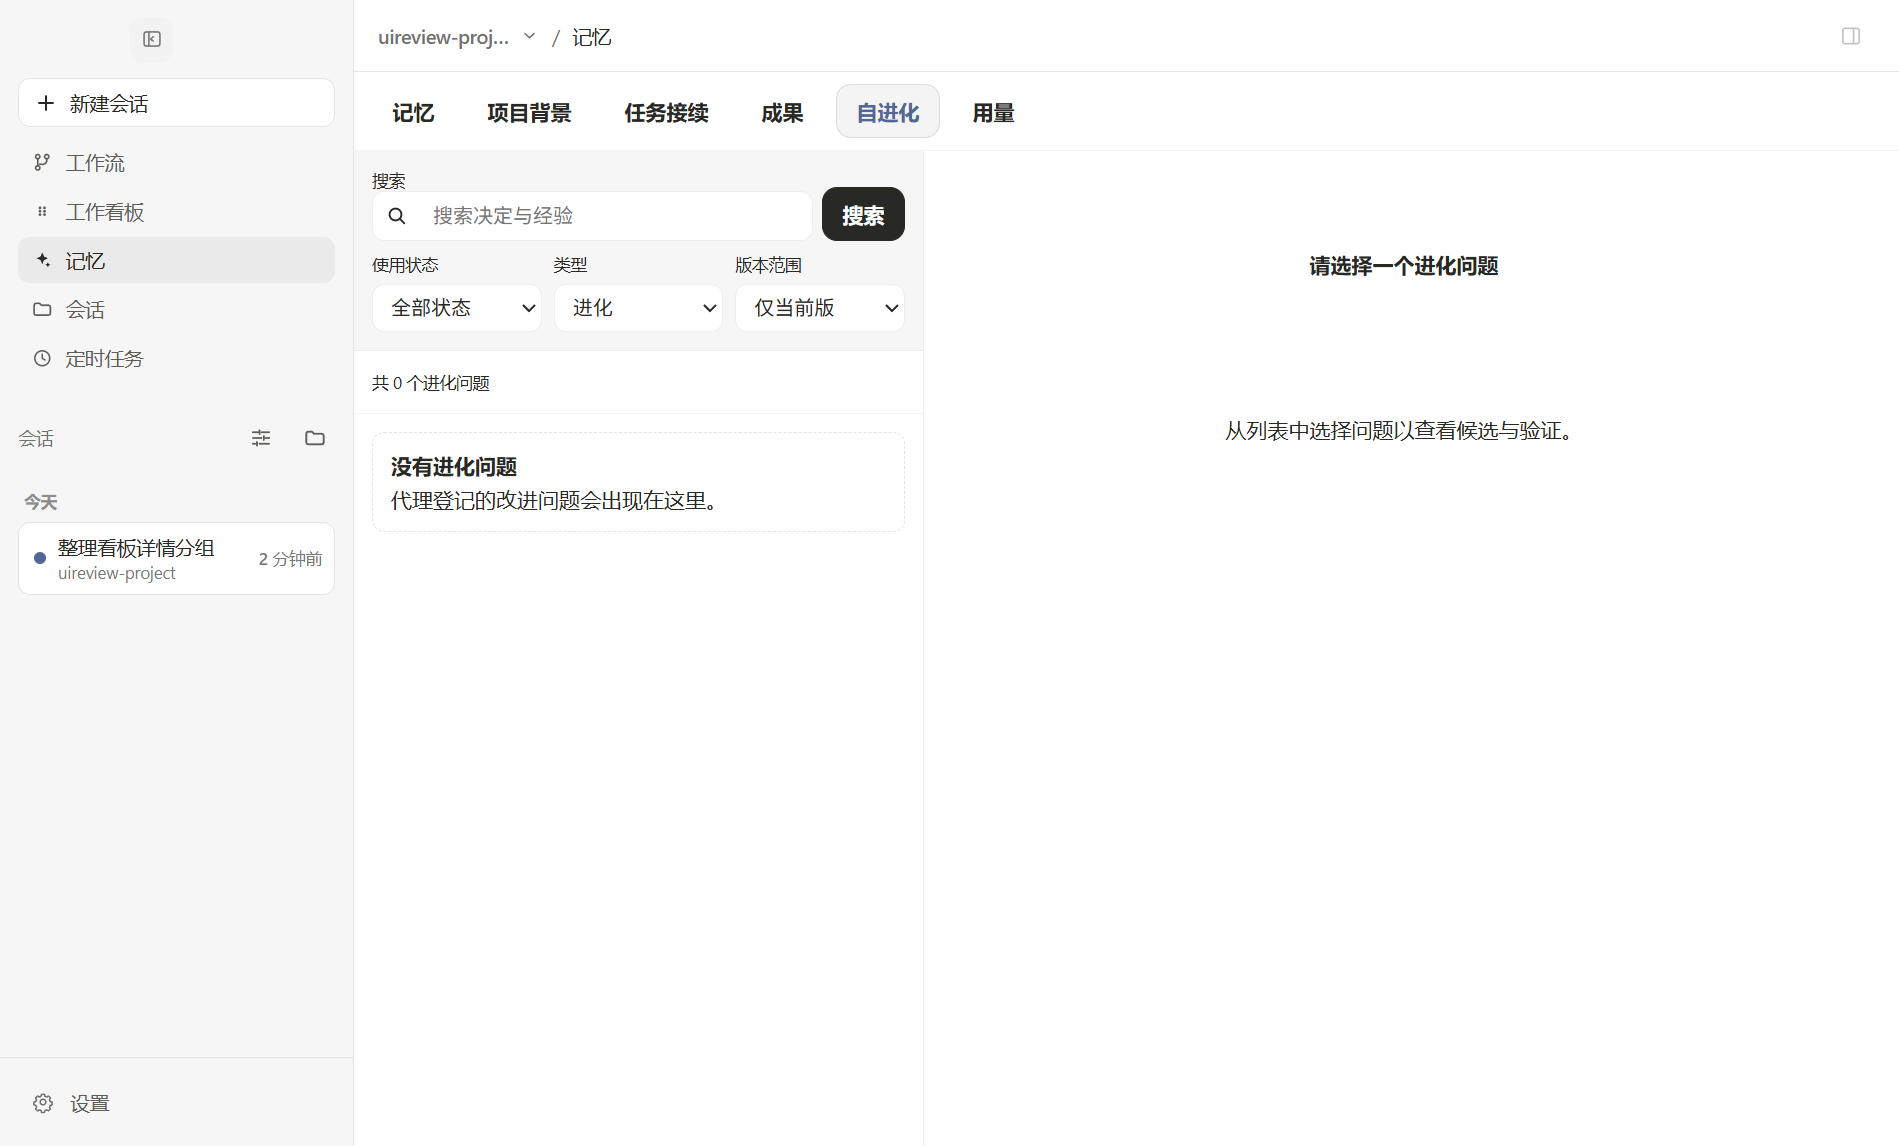 新建会话
工作流
工作看板
记忆
会话
定时任务
会话
今天
整理看板详情分组
uireview-project
2 分钟前
设置
uireview-proj... / 记忆
记忆 项目背景 任务接续 成果 自进化 用量
搜索
搜索决定与经验
搜索
使用状态 类型 版本范围
全部状态 进化 仅当前版
共 0 个进化问题
没有进化问题
代理登记的改进问题会出现在这里。
请选择一个进化问题
从列表中选择问题以查看候选与验证。